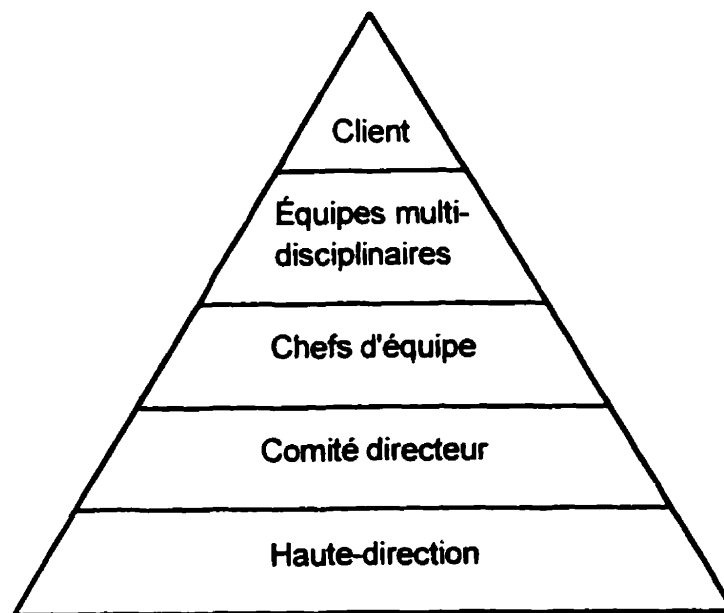 Client
Équipes multi-
disciplinaires
Chefs d'équipe
Comité directeur
Haute-direction